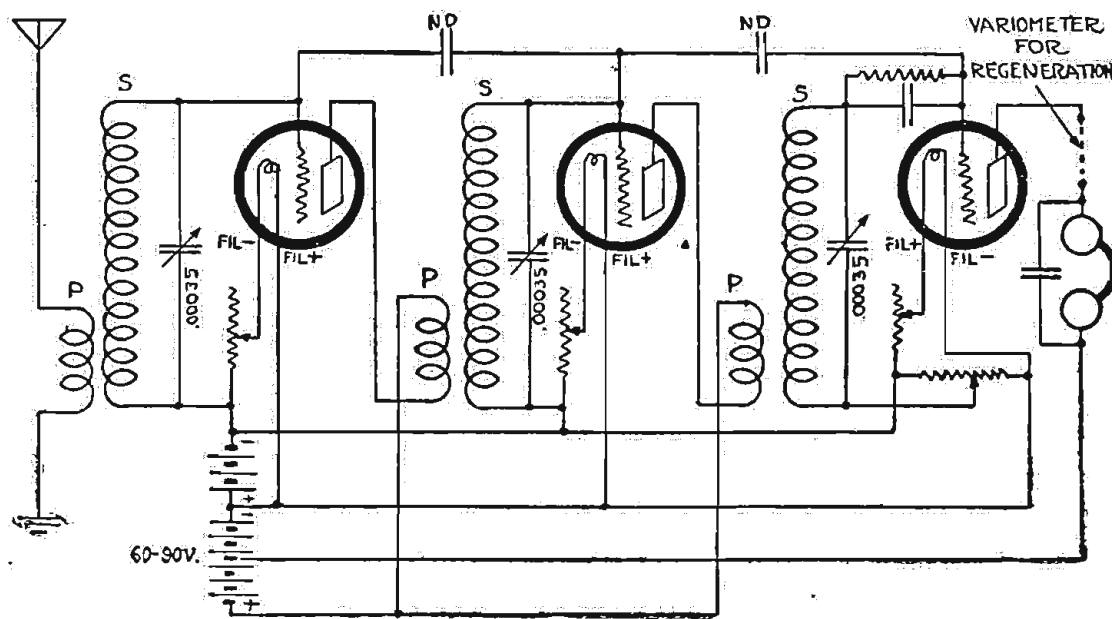 ND
ND
VARIOMETER
FOR
REGENERATION
S
S
S
FIL-
FIL+
.00035
FIL-
FIL+
.00035
FIL+
FIL-
.00035
P
P
P
-
+
-
60-90V.
+